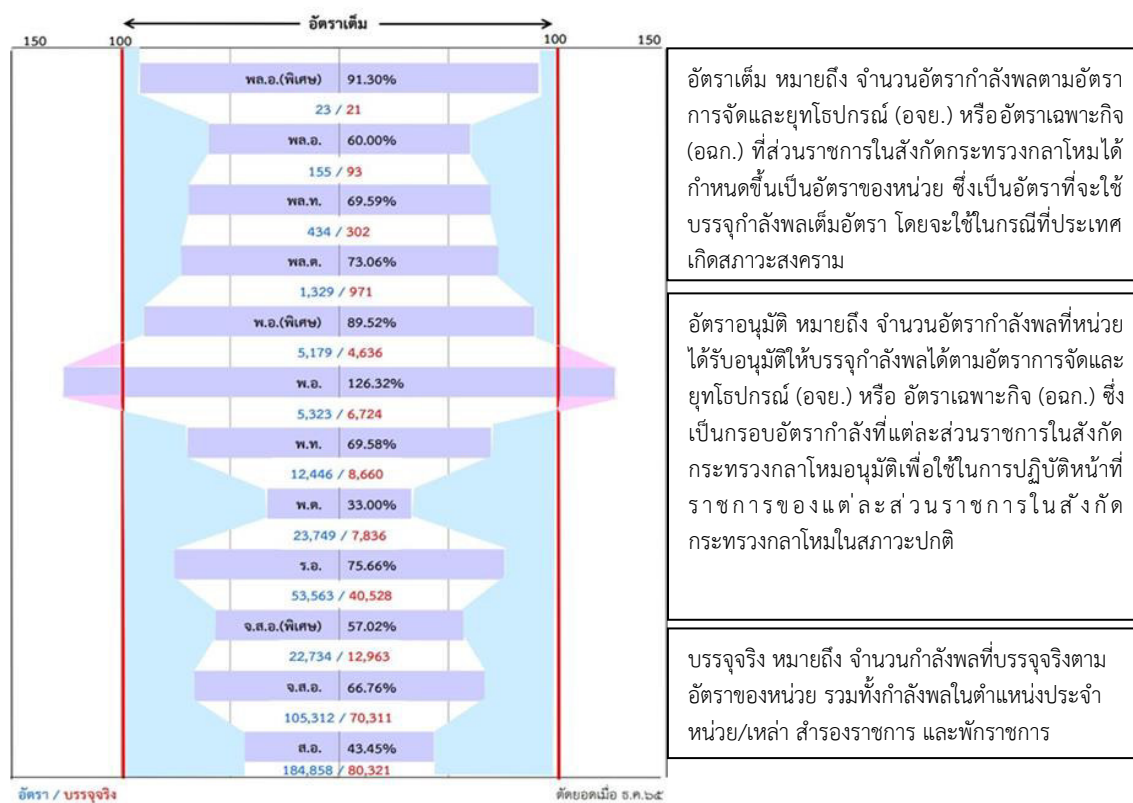 อัตราเต็ม
150 100 100 150
พล.อ.(พิเศษ) 91.30%
23 / 21
พล.อ. 60.00%
155 / 93
พล.ท. 69.59%
434 / 302
พล.ต. 73.06%
1,329 / 971
พ.อ.(พิเศษ) 89.52%
5,179 / 4,636
พ.อ. 126.32%
5,323 / 6,724
พ.ท. 69.58%
12,446 / 8,660
พ.ต. 33.00%
23,749 / 7,836
ร.อ. 75.66%
53,563 / 40,528
จ.ส.อ.(พิเศษ) 57.02%
22,734 / 12,963
จ.ส.อ. 66.76%
105,312 / 70,311
ส.อ. 43.45%
184,858 / 80,321
อัตรา / บรรจุจริง
ตัดยอดเมื่อ ธ.ค.๖๕
อัตราเต็ม หมายถึง จำนวนอัตรากำลังพลตามอัตรา
การจัดและยุทโธปกรณ์ (อจย.) หรืออัตราเฉพาะกิจ
(อฉก.) ที่ส่วนราชการในสังกัดกระทรวงกลาโหมได้
กำหนดขึ้นเป็นอัตราของหน่วย ซึ่งเป็นอัตราที่จะใช้
บรรจุกำลังพลเต็มอัตรา โดยจะใช้ในกรณีที่ประเทศ
เกิดสภาวะสงคราม
อัตราอนุมัติ หมายถึง จำนวนอัตรากำลังพลที่หน่วย
ได้รับอนุมัติให้บรรจุกำลังพลได้ตามอัตราการจัดและ
ยุทโธปกรณ์ (อจย.) หรือ อัตราเฉพาะกิจ (อฉก.) ซึ่ง
เป็นกรอบอัตรากำลังที่แต่ละส่วนราชการในสังกัด
กระทรวงกลาโหมอนุมัติเพื่อใช้ในการปฏิบัติหน้าที่
ราชการของแต่ละส่วนราชการในสังกัด
กระทรวงกลาโหมในสภาวะปกติ
บรรจุจริง หมายถึง จำนวนกำลังพลที่บรรจุจริงตาม
อัตราของหน่วย รวมทั้งกำลังพลในตำแหน่งประจำ
หน่วย/เหล่า สำรองราชการ และพักราชการ